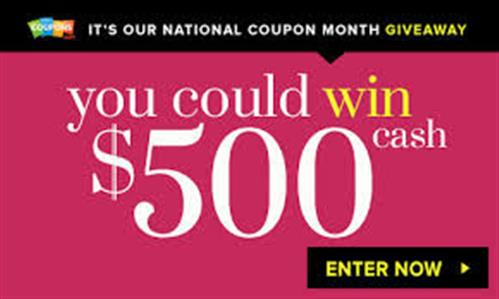 COUPONS IT'S OUR NATIONAL COUPON MONTH GIVEAWAY
you could win
$500 cash
ENTER NOW